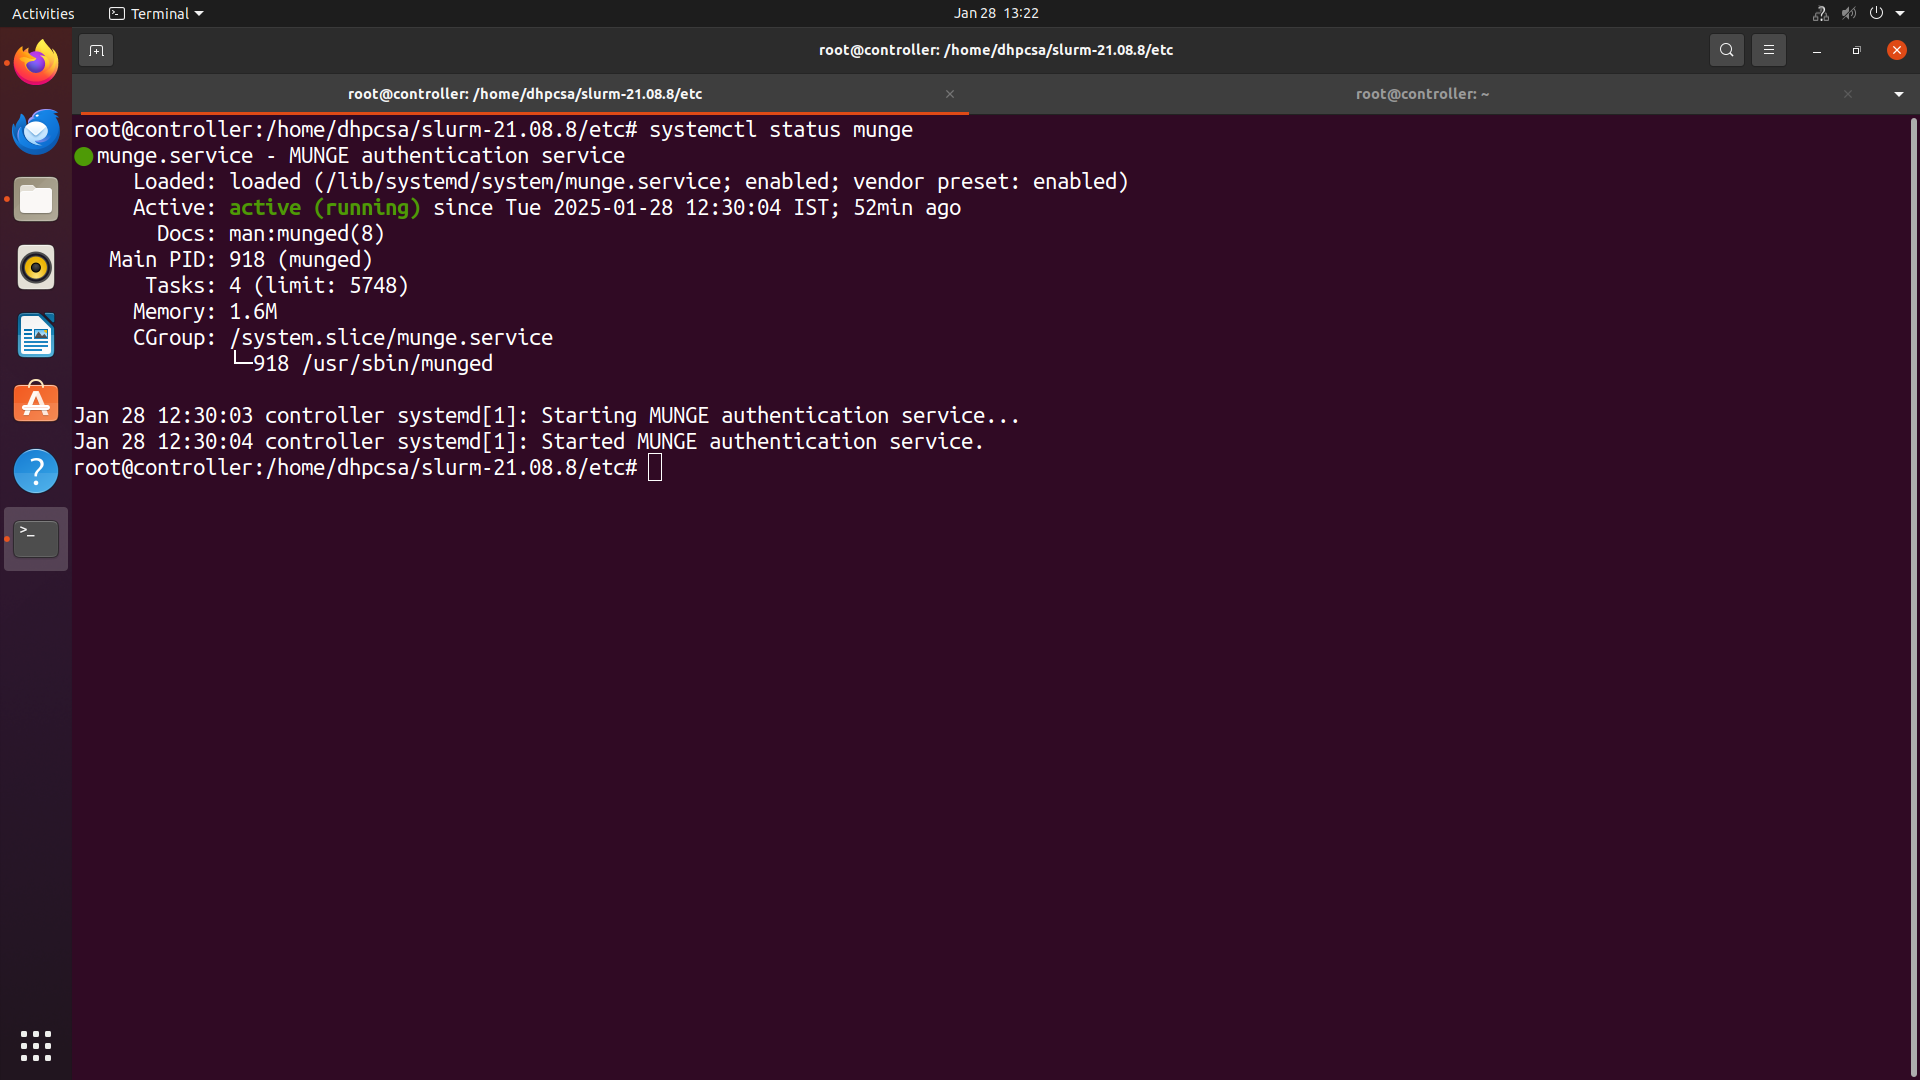 Activities
Terminal
Jan 28 13:22
root@controller: /home/dhpcsa/slurm-21.08.8/etc
root@controller: /home/dhpcsa/slurm-21.08.8/etc
root@controller: ~
root@controller:/home/dhpcsa/slurm-21.08.8/etc# systemctl status munge
munge.service - MUNGE authentication service
Loaded: loaded (/lib/systemd/system/munge.service; enabled; vendor preset: enabled)
Active: active (running) since Tue 2025-01-28 12:30:04 IST; 52min ago
Docs: man:munged(8)
Main PID: 918 (munged)
Tasks: 4 (limit: 5748)
Memory: 1.6M
CGroup: /system.slice/munge.service
└─918 /usr/sbin/munged
Jan 28 12:30:03 controller systemd[1]: Starting MUNGE authentication service...
Jan 28 12:30:04 controller systemd[1]: Started MUNGE authentication service.
root@controller:/home/dhpcsa/slurm-21.08.8/etc#